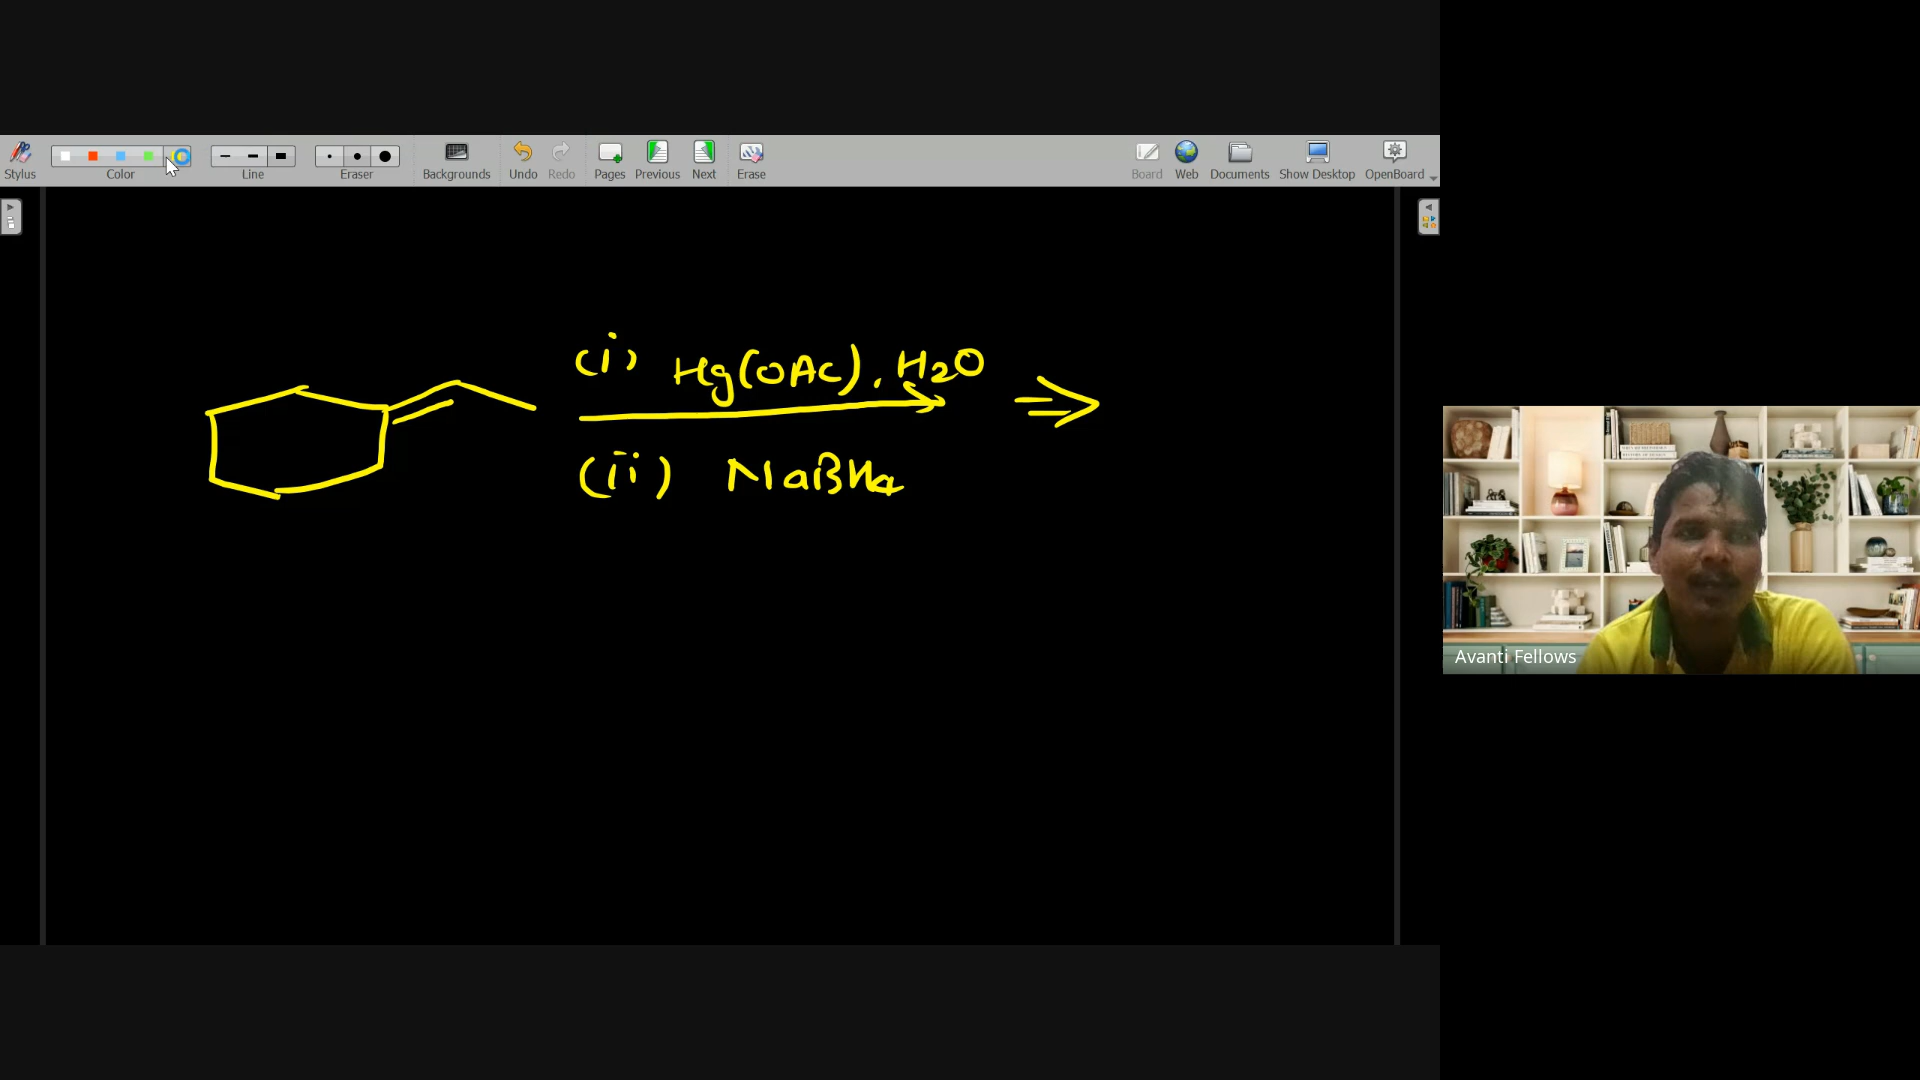 Stylus Color Line Eraser Backgrounds Undo Redo Pages Previous Next Erase Board Web Documents Show Desktop OpenBoard
(i) Hg(OAc), H2O
(ii) NaBH4
Avanti Fellows